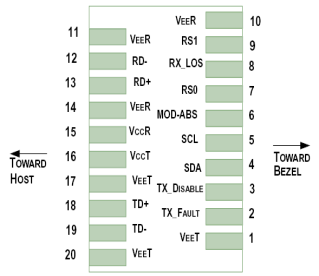 VEER 10
11 VEER RS1 9
12 RD- RX_LOS 8
13 RD+ RS0 7
14 VEER MOD-ABS 6
15 VCCR SCL 5
16 VCCT SDA 4
17 VEET TX_DISABLE 3
18 TD+ TX_FAULT 2
19 TD- VEET 1
20 VEET
TOWARD
HOST
TOWARD
BEZEL